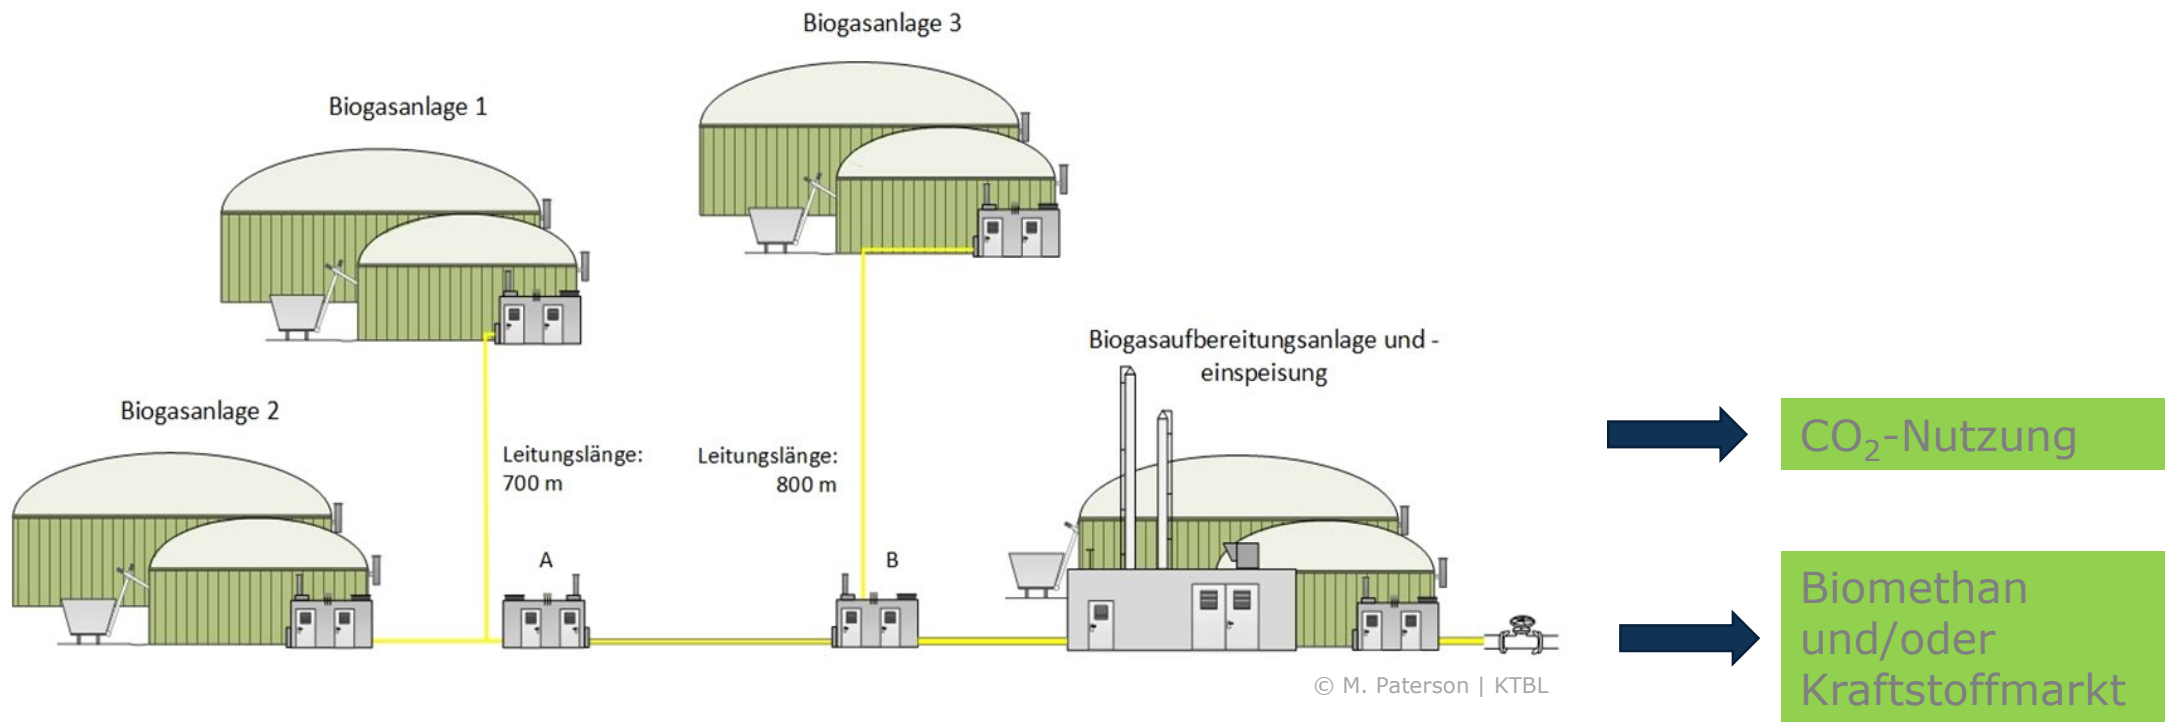 Biogasanlage 3
Biogasanlage 1
Biogasaufbereitungsanlage und -
einspeisung
Biogasanlage 2
Leitungslänge:
700 m
Leitungslänge:
800 m
CO₂-Nutzung
A
B
Biomethan
und/oder
Kraftstoffmarkt
© M. Paterson | KTBL